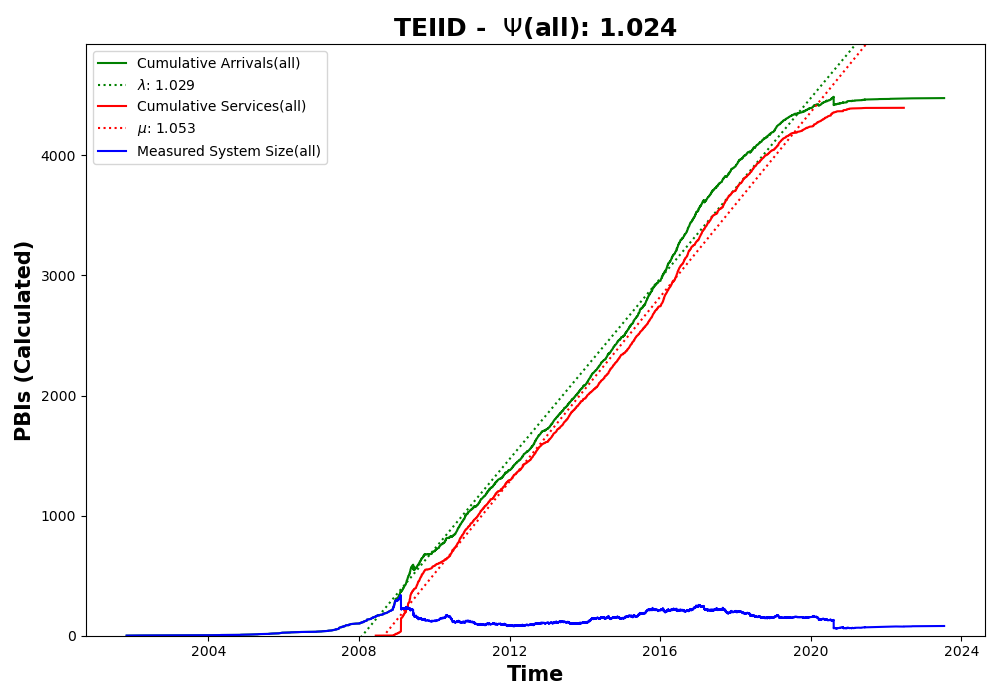 TEIID - Ψ(all): 1.024
Cumulative Arrivals(all)
λ: 1.029
Cumulative Services(all)
μ: 1.053
Measured System Size(all)
PBIs (Calculated)
4000
3000
2000
1000
0
2004
2008
2012
2016
2020
2024
Time